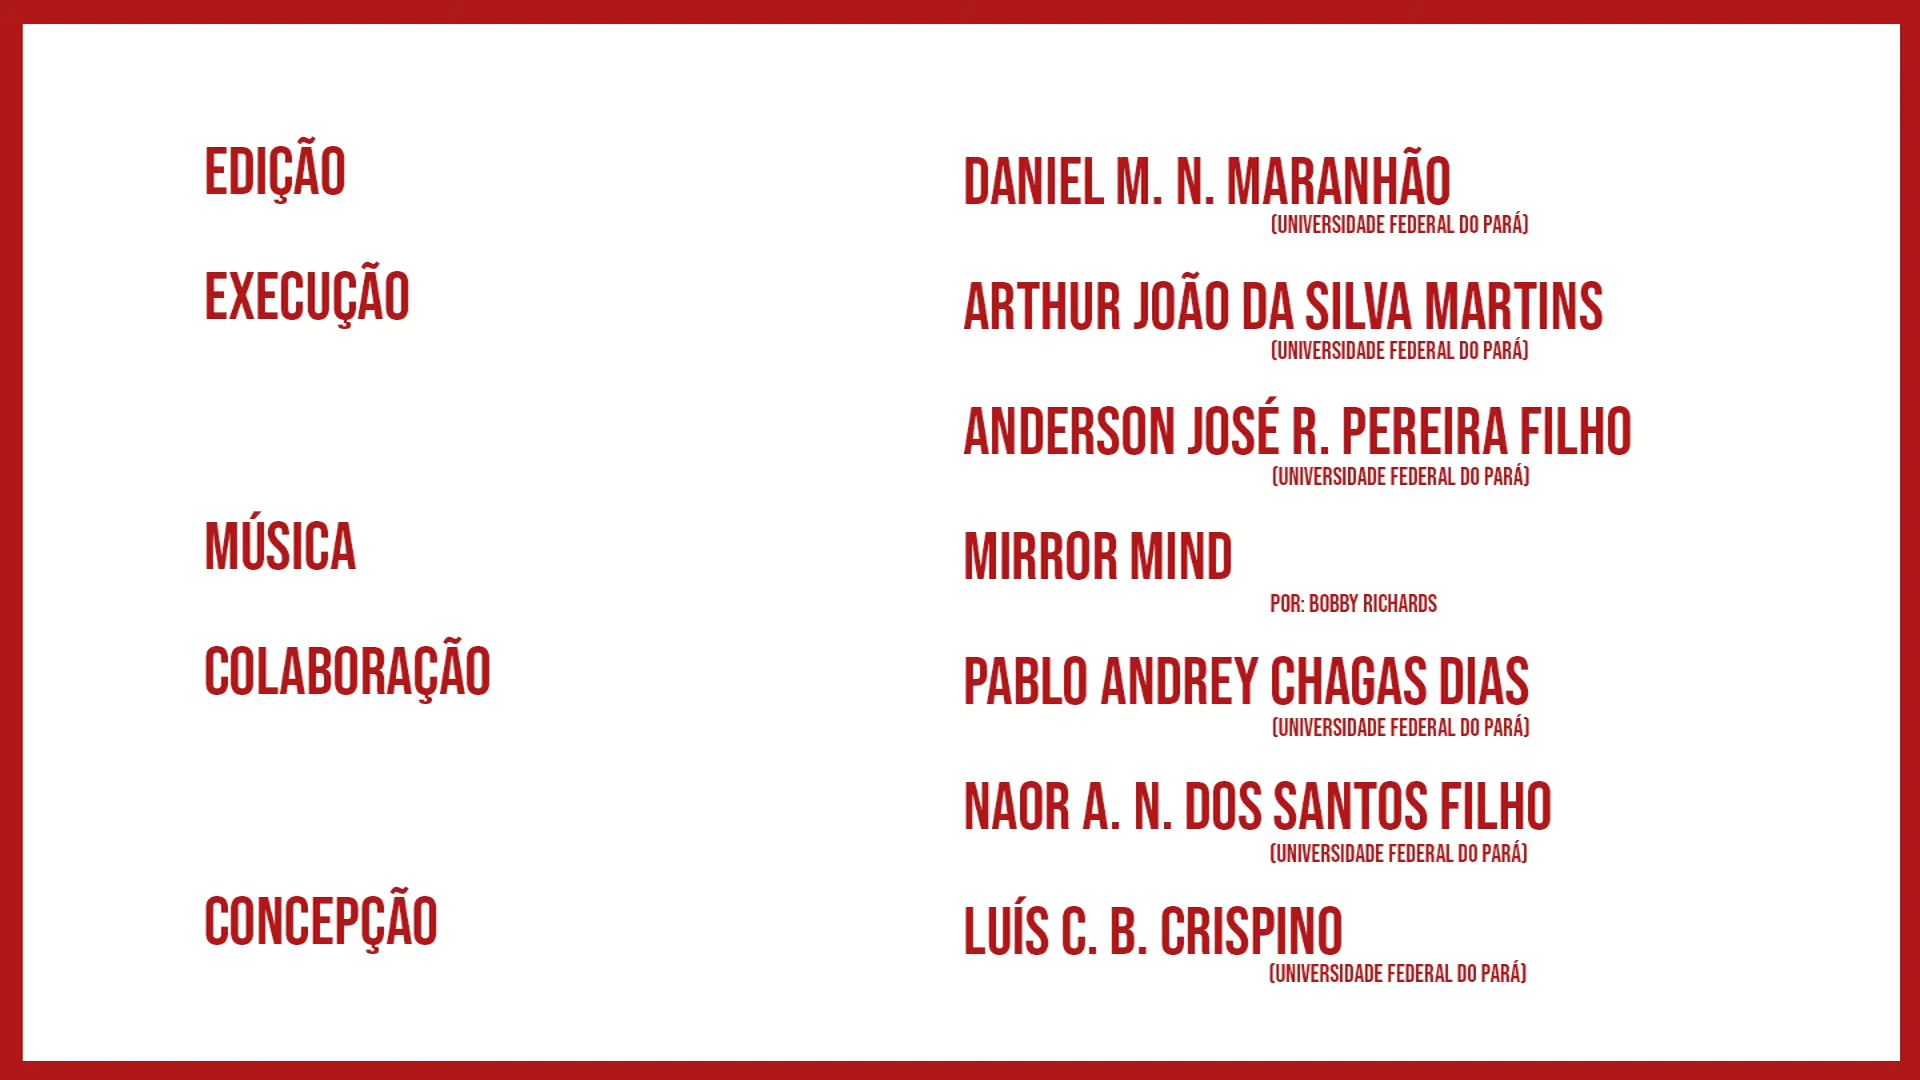 EDIÇÃO
DANIEL M. N. MARANHÃO
(UNIVERSIDADE FEDERAL DO PARÁ)
EXECUÇÃO
ARTHUR JOÃO DA SILVA MARTINS
(UNIVERSIDADE FEDERAL DO PARÁ)
ANDERSON JOSÉ R. PEREIRA FILHO
(UNIVERSIDADE FEDERAL DO PARÁ)
MÚSICA
MIRROR MIND
POR: BOBBY RICHARDS
COLABORAÇÃO
PABLO ANDREY CHAGAS DIAS
(UNIVERSIDADE FEDERAL DO PARÁ)
NAOR A. N. DOS SANTOS FILHO
(UNIVERSIDADE FEDERAL DO PARÁ)
CONCEPÇÃO
LUÍS C. B. CRISPINO
(UNIVERSIDADE FEDERAL DO PARÁ)